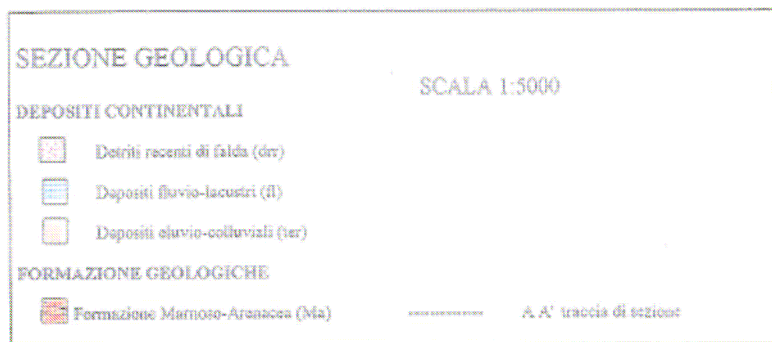 SEZIONE GEOLOGICA
SCALA 1:5000
DEPOSITI CONTINENTALI
Detriti recenti di falda (drr)
Depositi fluvio-lacustri (fl)
Depositi eluvio-colluviali (ter)
FORMAZIONE GEOLOGICHE
Formazione Marnoso-Arenacea (Ma)
A A' traccia di sezione